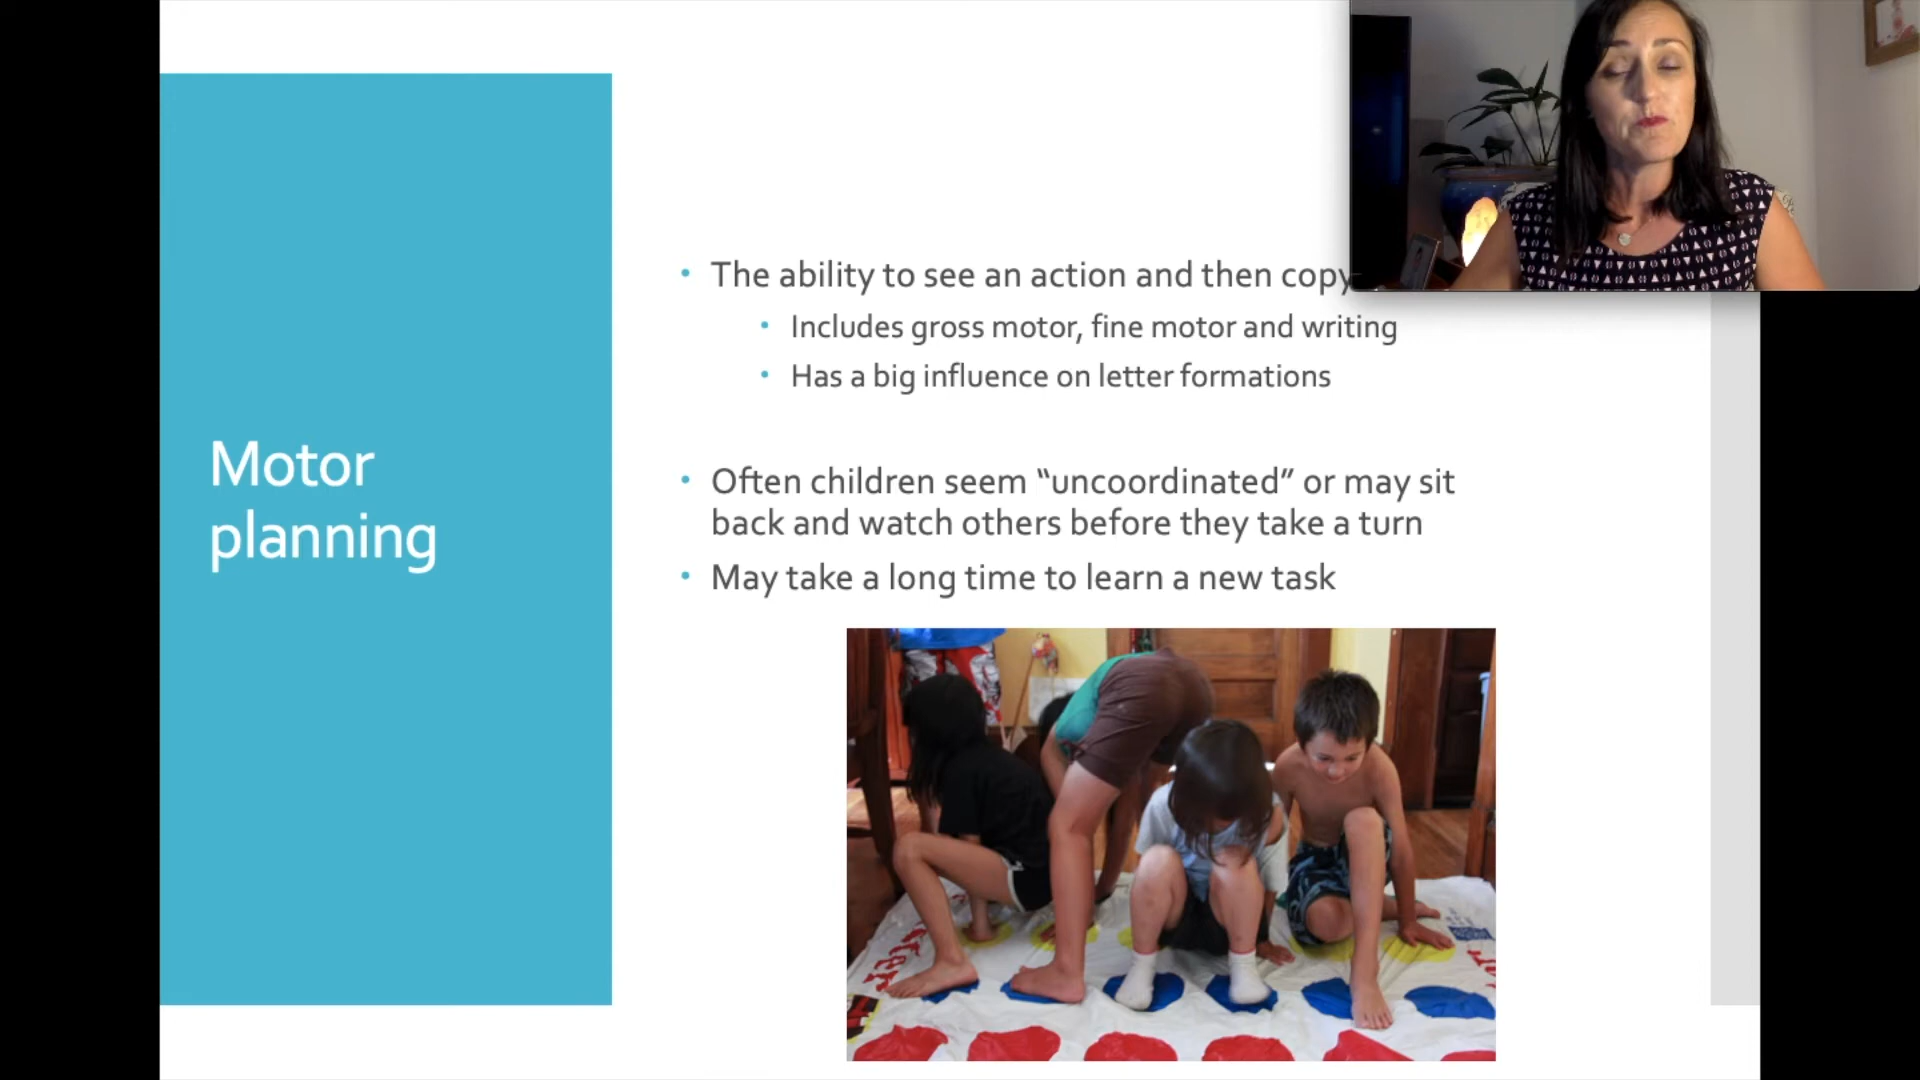 Motor
planning
• The ability to see an action and then copy
• Includes gross motor, fine motor and writing
• Has a big influence on letter formations
• Often children seem “uncoordinated” or may sit
back and watch others before they take a turn
• May take a long time to learn a new task